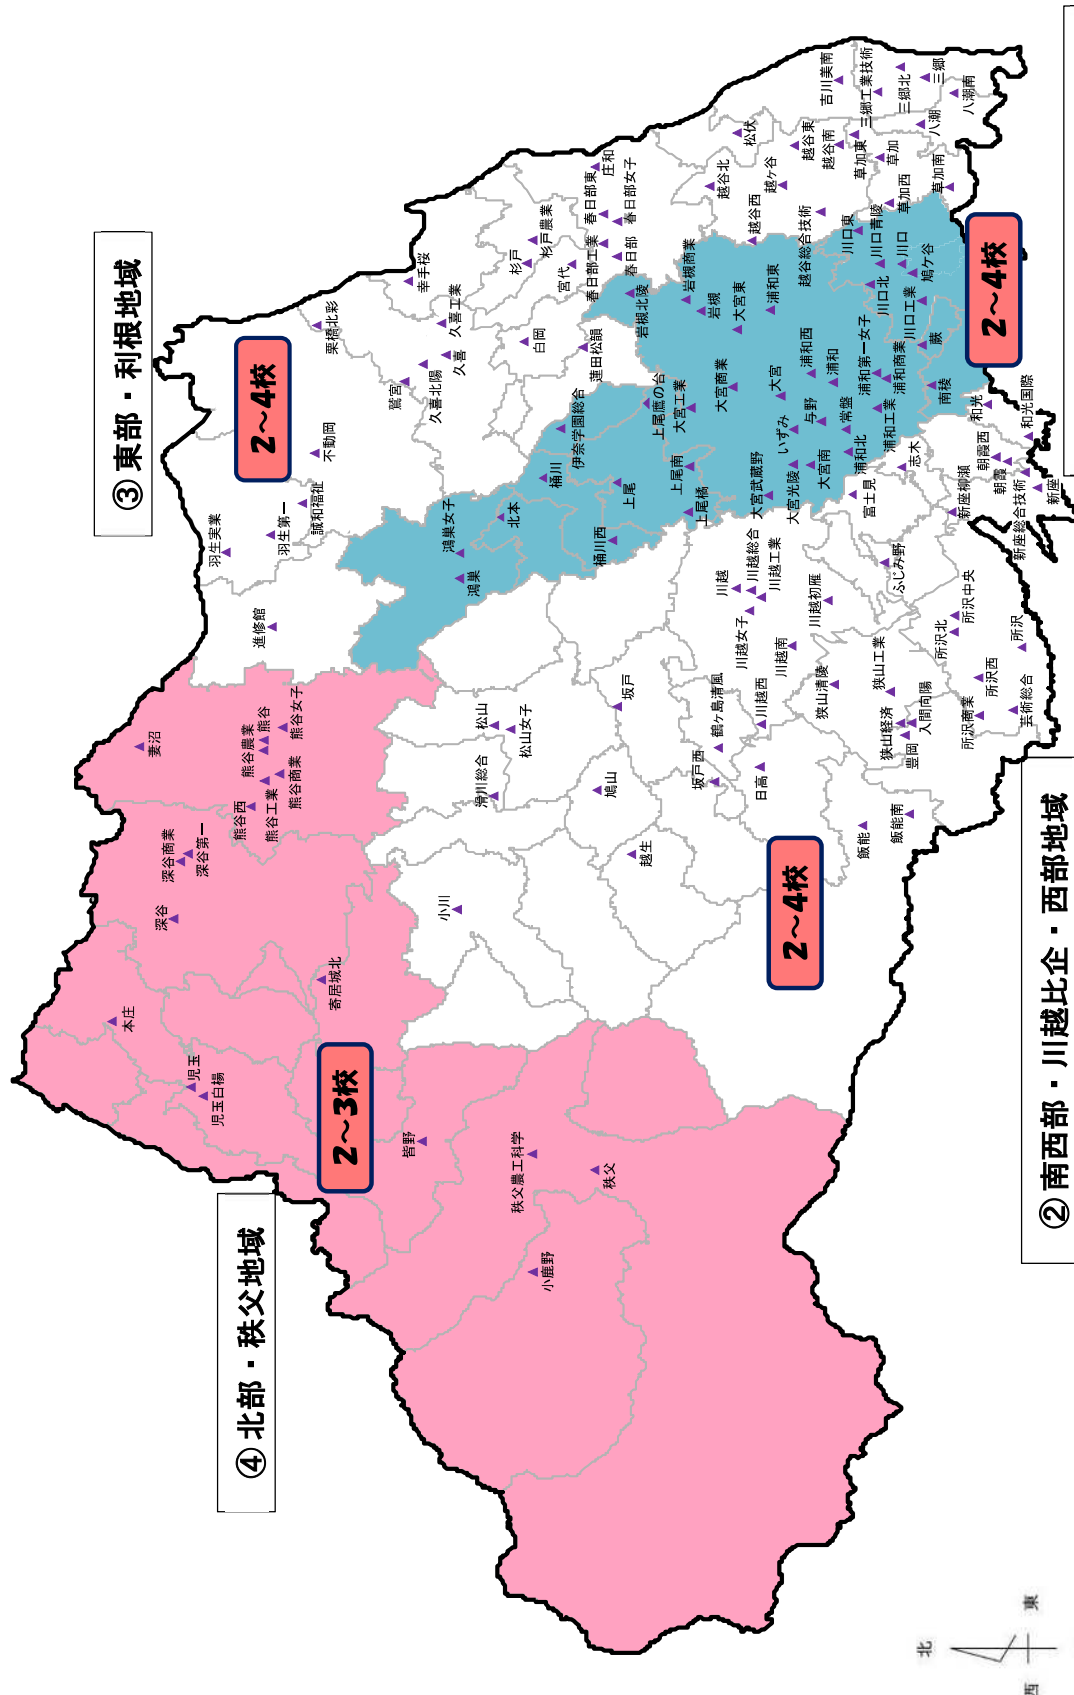 ③東部・利根地域
2～4校
④北部・秩父地域
2～3校
②南西部・川越比企・西部地域
2～4校
2～4校
妻沼
熊谷農業
熊谷
熊谷女子
熊谷西
熊谷工業
熊谷商業
深谷商業
深谷第一
深谷
本庄
児玉
児玉白楊
寄居城北
皆野
秩父農工科学
秩父
小鹿野
羽生実業
羽生第一
誠和福祉
不動岡
進修館
栗橋北彩
幸手桜
鷲宮
久喜北陽
久喜
久喜工業
杉戸
杉戸農業
宮代
白岡
蓮田松韻
春日部工業
春日部東
春日部
春日部女子
庄和
松伏
越谷北
越ヶ谷
越谷西
越谷東
越谷南
越谷総合技術
吉川美南
三郷工業技術
三郷北
三郷
八潮
八潮南
草加東
草加
草加西
草加南
鴻巣女子
鴻巣
北本
桶川
桶川西
伊奈学園総合
上尾鷹の台
上尾
上尾南
上尾橘
岩槻北陵
岩槻商業
岩槻
大宮東
大宮工業
大宮商業
大宮
大宮武蔵野
大宮光陵
大宮南
いずみ
与野
常盤
浦和東
浦和西
浦和
浦和第一女子
浦和商業
浦和工業
浦和北
南稜
蕨
川口東
川口青陵
川口
川口北
川口工業
鳩ケ谷
和光
和光国際
志木
朝霞西
朝霞
新座柳瀬
新座総合技術
新座
富士見
ふじみ野
川越
川越総合
川越工業
川越女子
川越初雁
川越南
川越西
松山
松山女子
滑川総合
小川
坂戸
鶴ヶ島清風
坂戸西
鳩山
越生
日高
飯能
飯能南
狭山清陵
狭山工業
狭山経済
入間向陽
豊岡
所沢北
所沢中央
所沢
所沢西
所沢商業
芸術総合
北
西
東